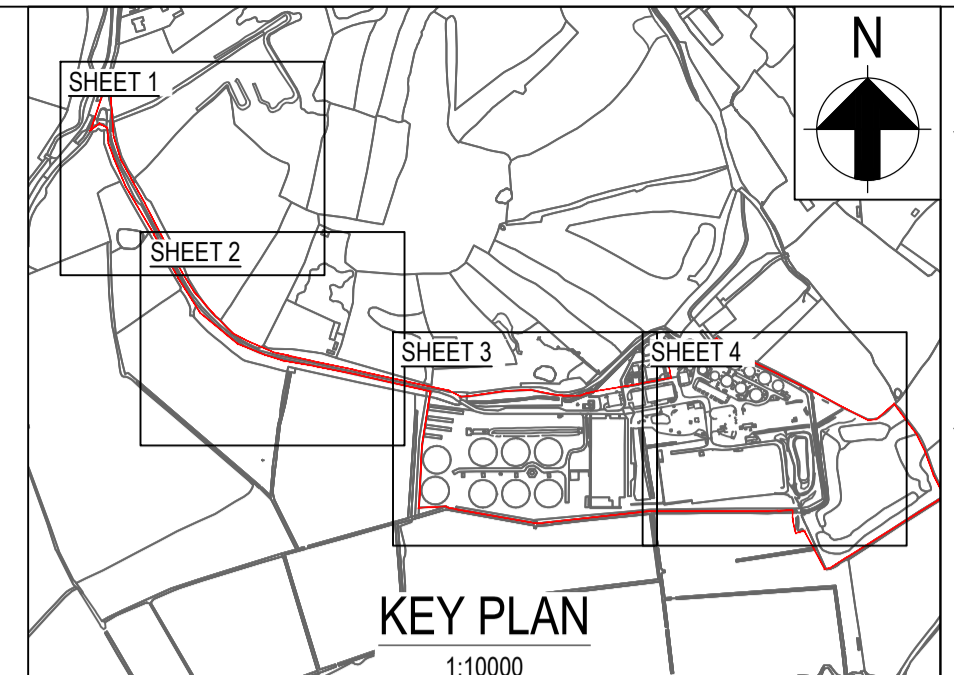 N
SHEET 1
SHEET 2
SHEET 3
SHEET 4
KEY PLAN
1:10000